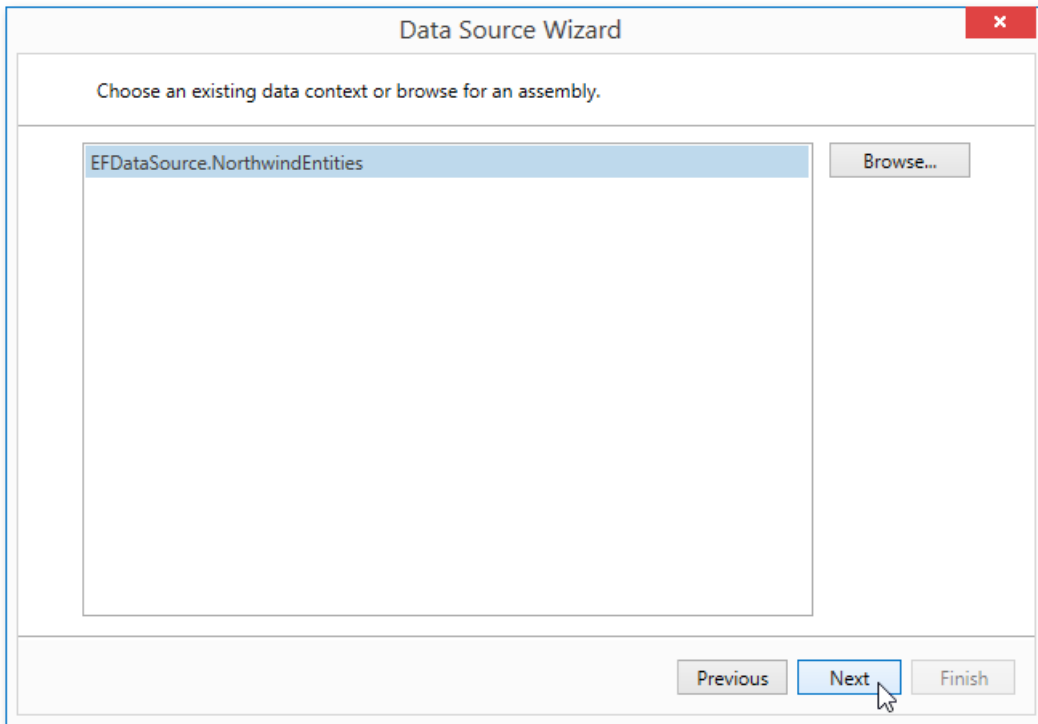 Data Source Wizard
Choose an existing data context or browse for an assembly.
EFDataSource.NorthwindEntities
Browse...
Previous
Next
Finish